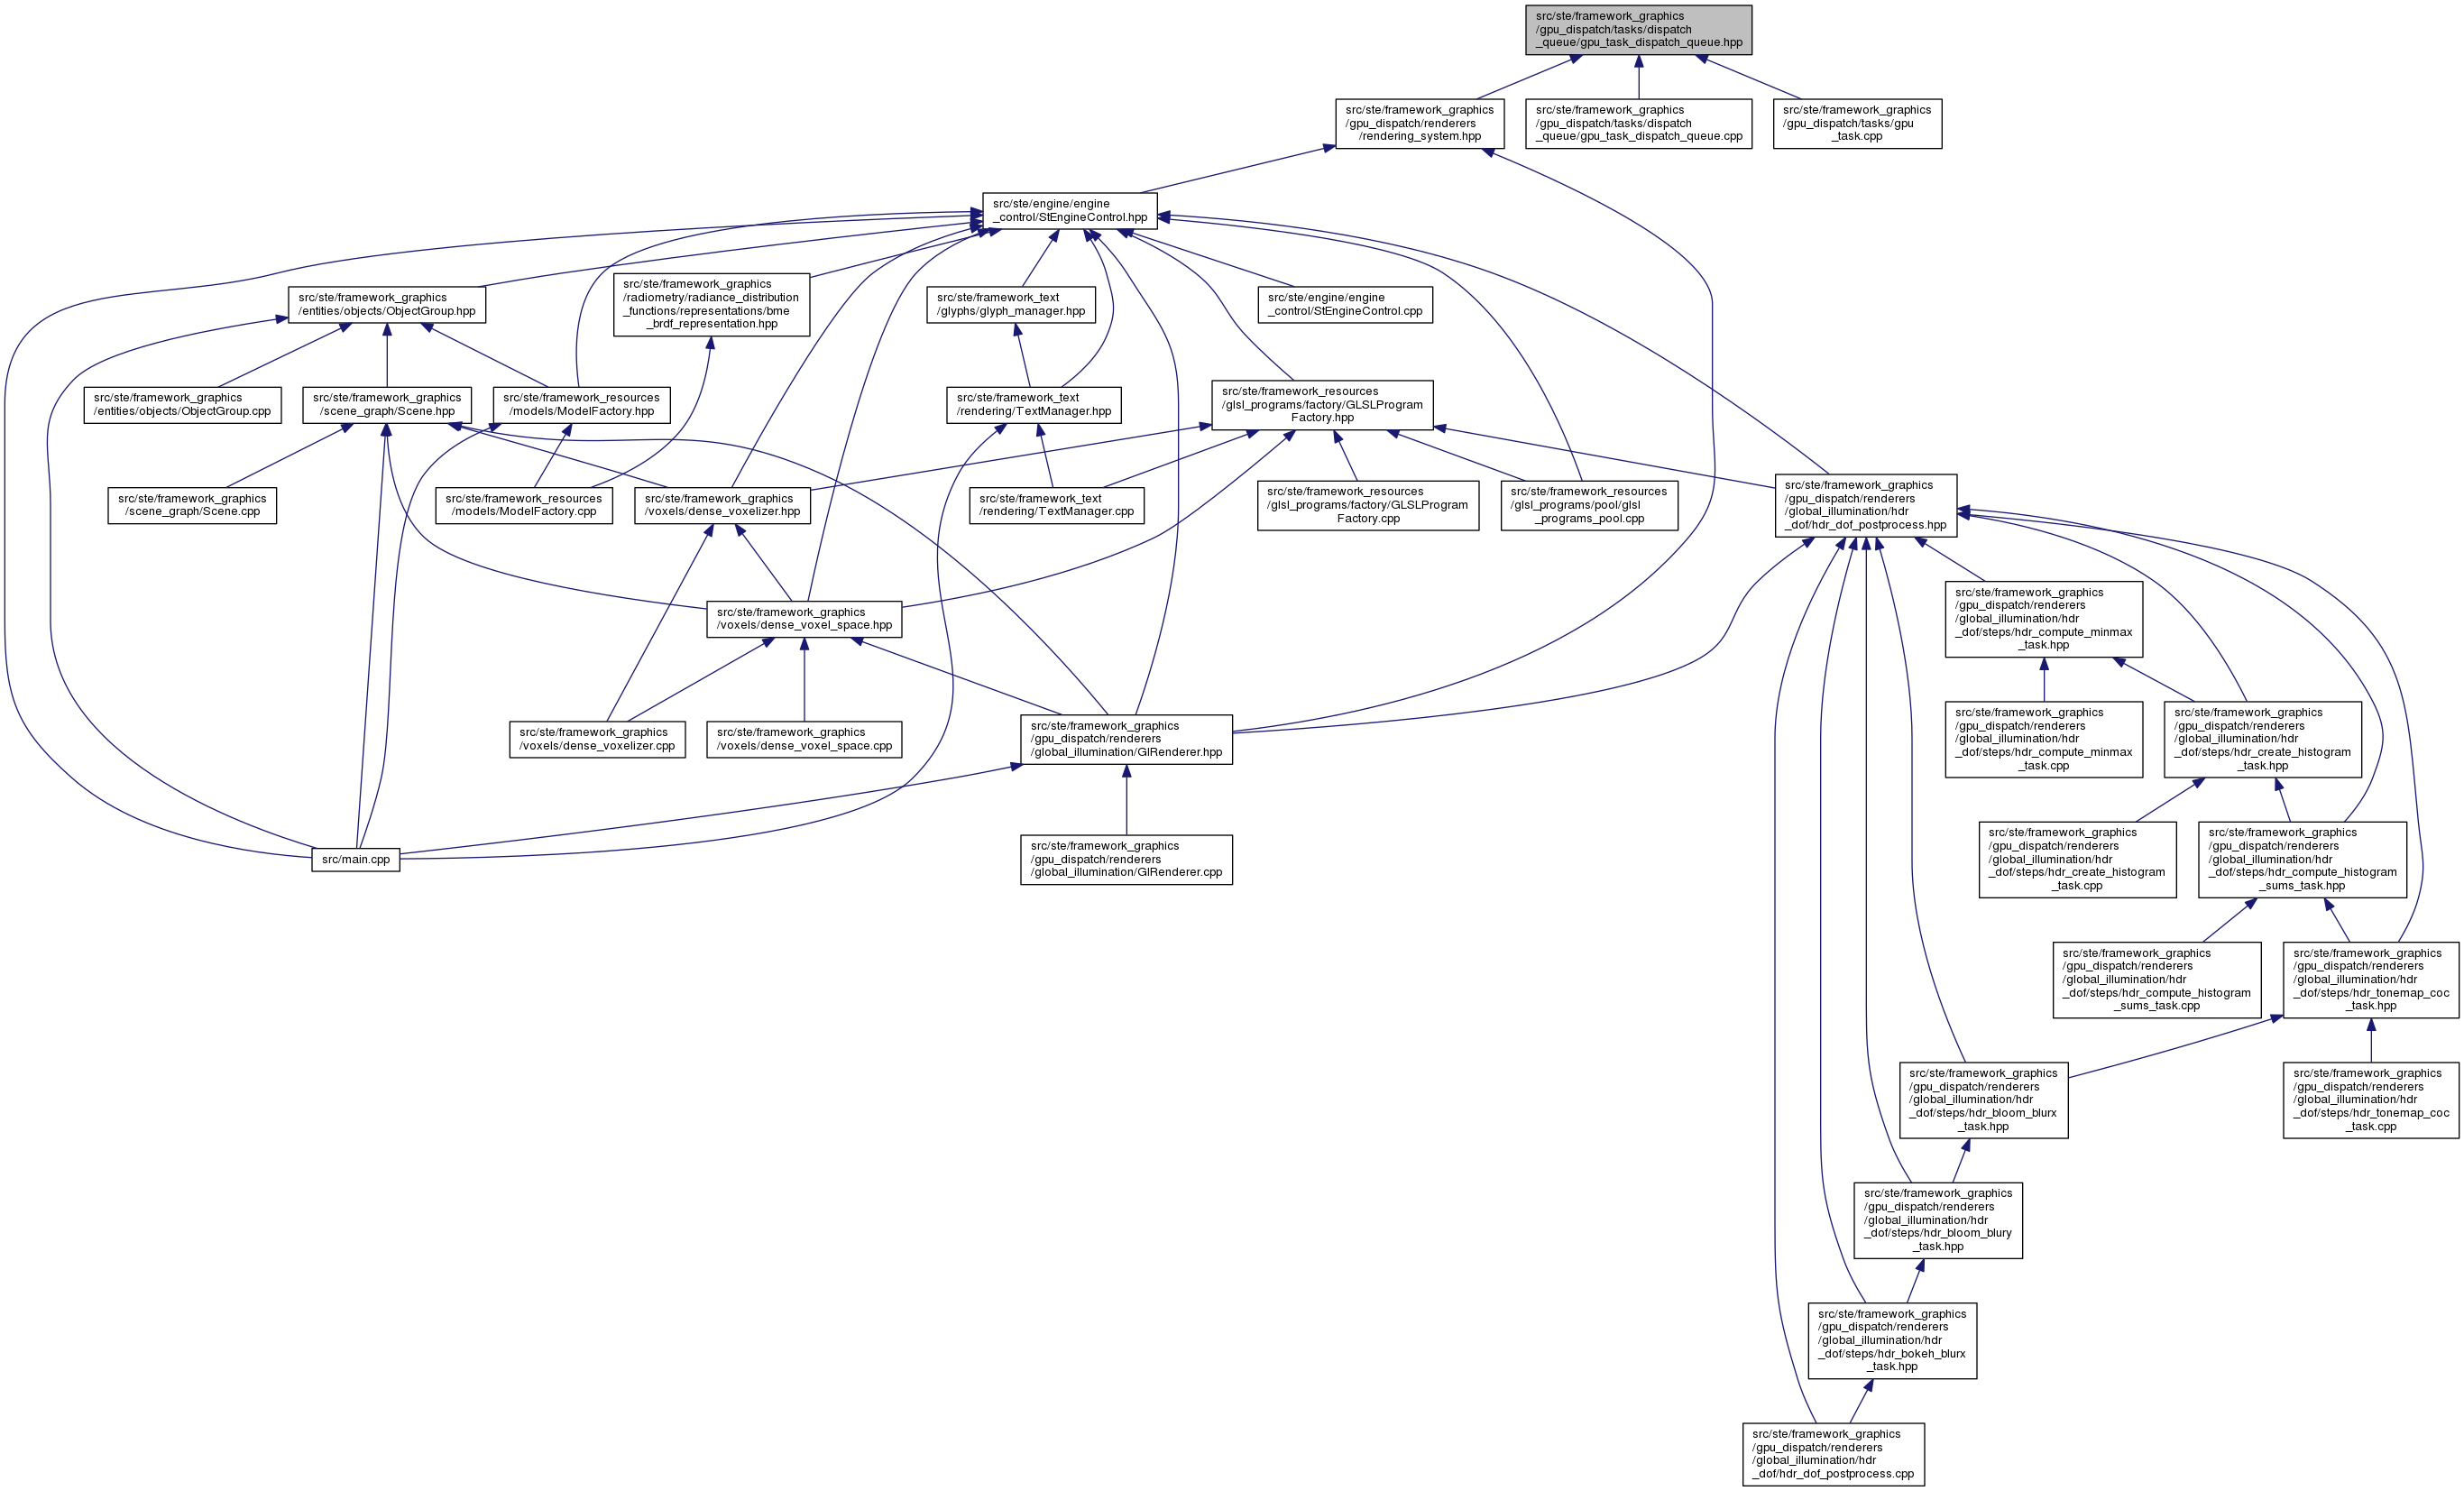 src/ste/framework_graphics
/gpu_dispatch/tasks/dispatch
_queue/gpu_task_dispatch_queue.hpp
src/ste/framework_graphics
/gpu_dispatch/renderers
/rendering_system.hpp
src/ste/framework_graphics
/gpu_dispatch/tasks/dispatch
_queue/gpu_task_dispatch_queue.cpp
src/ste/framework_graphics
/gpu_dispatch/tasks/gpu
_task.cpp
src/ste/engine/engine
_control/StEngineControl.hpp
src/ste/framework_graphics
/entities/objects/ObjectGroup.hpp
src/ste/framework_graphics
/radiometry/radiance_distribution
_functions/representations/bme
_brdf_representation.hpp
src/ste/framework_text
/glyphs/glyph_manager.hpp
src/ste/engine/engine
_control/StEngineControl.cpp
src/ste/framework_graphics
/entities/objects/ObjectGroup.cpp
src/ste/framework_graphics
/scene_graph/Scene.hpp
src/ste/framework_resources
/models/ModelFactory.hpp
src/ste/framework_text
/rendering/TextManager.hpp
src/ste/framework_resources
/glsl_programs/factory/GLSLProgram
Factory.hpp
src/ste/framework_graphics
/scene_graph/Scene.cpp
src/ste/framework_resources
/models/ModelFactory.cpp
src/ste/framework_graphics
/voxels/dense_voxelizer.hpp
src/ste/framework_text
/rendering/TextManager.cpp
src/ste/framework_resources
/glsl_programs/factory/GLSLProgram
Factory.cpp
src/ste/framework_resources
/glsl_programs/pool/glsl
_programs_pool.cpp
src/ste/framework_graphics
/gpu_dispatch/renderers
/global_illumination/hdr
_dof/hdr_dof_postprocess.hpp
src/ste/framework_graphics
/voxels/dense_voxel_space.hpp
src/ste/framework_graphics
/gpu_dispatch/renderers
/global_illumination/hdr
_dof/steps/hdr_compute_minmax
_task.hpp
src/ste/framework_graphics
/voxels/dense_voxelizer.cpp
src/ste/framework_graphics
/voxels/dense_voxel_space.cpp
src/ste/framework_graphics
/gpu_dispatch/renderers
/global_illumination/GIRenderer.hpp
src/ste/framework_graphics
/gpu_dispatch/renderers
/global_illumination/hdr
_dof/steps/hdr_compute_minmax
_task.cpp
src/ste/framework_graphics
/gpu_dispatch/renderers
/global_illumination/hdr
_dof/steps/hdr_create_histogram
_task.hpp
src/main.cpp
src/ste/framework_graphics
/gpu_dispatch/renderers
/global_illumination/GIRenderer.cpp
src/ste/framework_graphics
/gpu_dispatch/renderers
/global_illumination/hdr
_dof/steps/hdr_create_histogram
_task.cpp
src/ste/framework_graphics
/gpu_dispatch/renderers
/global_illumination/hdr
_dof/steps/hdr_compute_histogram
_sums_task.hpp
src/ste/framework_graphics
/gpu_dispatch/renderers
/global_illumination/hdr
_dof/steps/hdr_compute_histogram
_sums_task.cpp
src/ste/framework_graphics
/gpu_dispatch/renderers
/global_illumination/hdr
_dof/steps/hdr_tonemap_coc
_task.hpp
src/ste/framework_graphics
/gpu_dispatch/renderers
/global_illumination/hdr
_dof/steps/hdr_bloom_blurx
_task.hpp
src/ste/framework_graphics
/gpu_dispatch/renderers
/global_illumination/hdr
_dof/steps/hdr_tonemap_coc
_task.cpp
src/ste/framework_graphics
/gpu_dispatch/renderers
/global_illumination/hdr
_dof/steps/hdr_bloom_blury
_task.hpp
src/ste/framework_graphics
/gpu_dispatch/renderers
/global_illumination/hdr
_dof/steps/hdr_bokeh_blurx
_task.hpp
src/ste/framework_graphics
/gpu_dispatch/renderers
/global_illumination/hdr
_dof/hdr_dof_postprocess.cpp